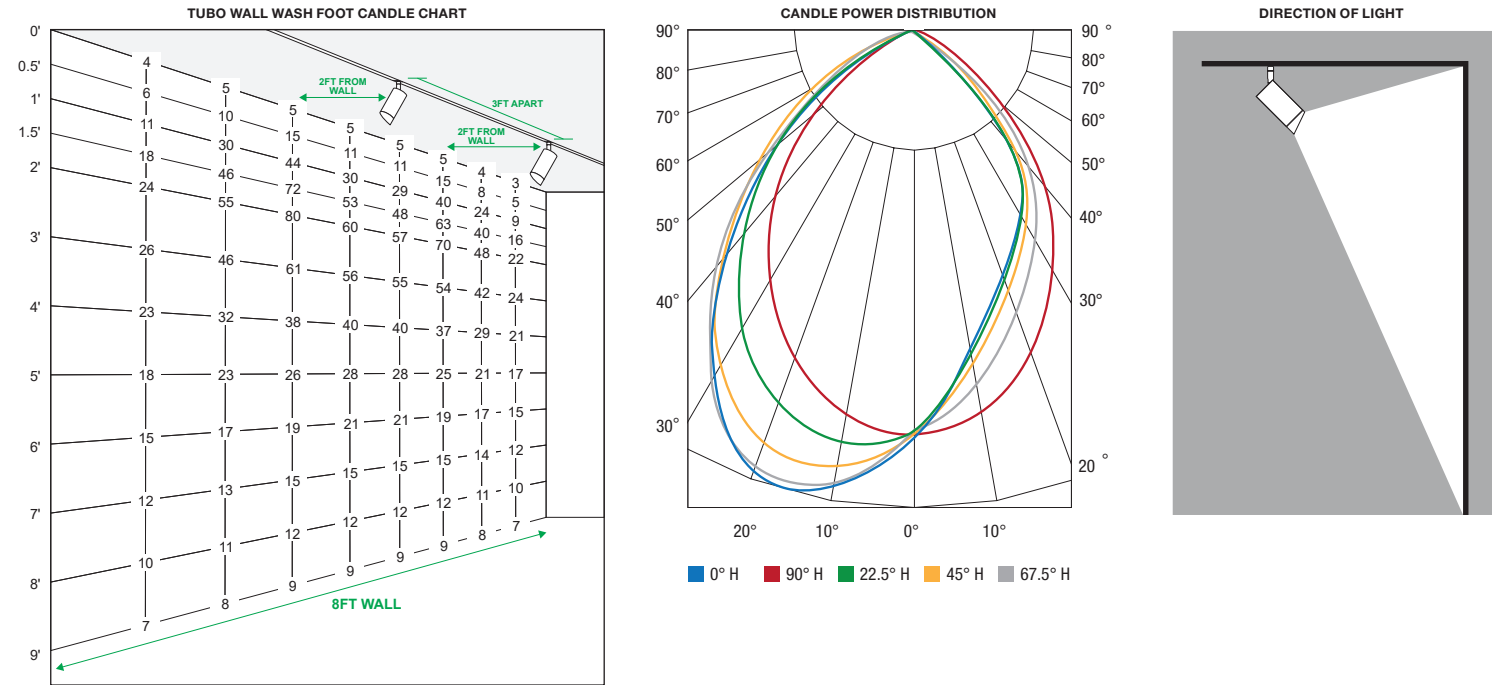 TUBO WALL WASH FOOT CANDLE CHART
0'
0.5'
1'
1.5'
2'
3'
4'
5'
6'
7'
8'
9'
4 5 5 5 5 5 4 3
6 10 15 11 11 15 8 5
11 30 44 30 29 40 24 9
18 46 72 53 48 63 40 16
24 55 80 60 57 70 48 22
26 46 61 56 55 54 42 24
23 32 38 40 40 37 29 21
18 23 26 28 28 25 21 17
15 17 19 21 21 19 17 15
12 13 15 15 15 15 14 12
10 11 12 12 12 12 11 10
7 8 9 9 9 9 8 7
2FT FROM
WALL
3FT APART
2FT FROM
WALL
8FT WALL
CANDLE POWER DISTRIBUTION
90°
80°
70°
60°
50°
40°
30°
90 °
80°
70°
60°
50°
40°
30°
20 °
20° 10° 0° 10°
0° H 90° H 22.5° H 45° H 67.5° H
DIRECTION OF LIGHT